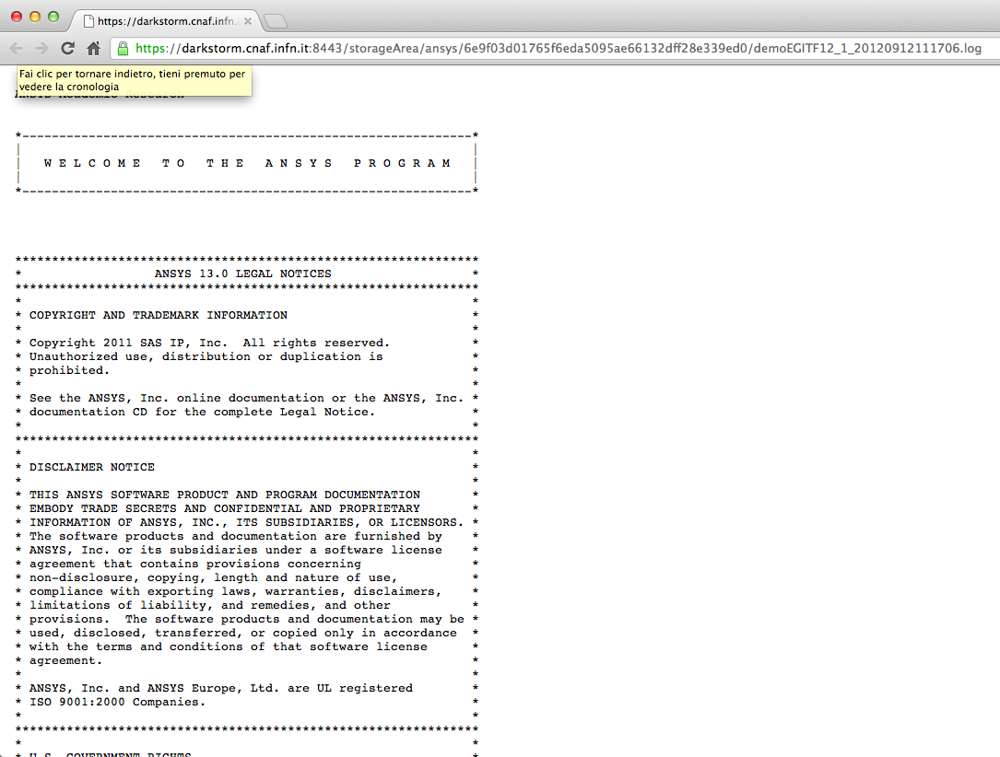 https://darkstorm.cnaf.infn.
https://darkstorm.cnaf.infn.it:8443/storageArea/ansys/6e9f03d01765f6eda5095ae66132dff28e339ed0/demoEGITF12_1_20120912111706.log
Fai clic per tornare indietro, tieni premuto per
vedere la cronologia
ANSYS Academic Research
*-------------------------------------------------------------*
| |
| W E L C O M E T O T H E A N S Y S P R O G R A M |
| |
*-------------------------------------------------------------*
***************************************************************
* ANSYS 13.0 LEGAL NOTICES *
***************************************************************
* *
* COPYRIGHT AND TRADEMARK INFORMATION *
* *
* Copyright 2011 SAS IP, Inc. All rights reserved. *
* Unauthorized use, distribution or duplication is *
* prohibited. *
* *
* See the ANSYS, Inc. online documentation or the ANSYS, Inc. *
* documentation CD for the complete Legal Notice. *
* *
***************************************************************
* *
* DISCLAIMER NOTICE *
* *
* THIS ANSYS SOFTWARE PRODUCT AND PROGRAM DOCUMENTATION *
* EMBODY TRADE SECRETS AND CONFIDENTIAL AND PROPRIETARY *
* INFORMATION OF ANSYS, INC., ITS SUBSIDIARIES, OR LICENSORS. *
* The software products and documentation are furnished by *
* ANSYS, Inc. or its subsidiaries under a software license *
* agreement that contains provisions concerning *
* non-disclosure, copying, length and nature of use, *
* compliance with exporting laws, warranties, disclaimers, *
* limitations of liability, and remedies, and other *
* provisions. The software products and documentation may be *
* used, disclosed, transferred, or copied only in accordance *
* with the terms and conditions of that software license *
* agreement. *
* *
* ANSYS, Inc. and ANSYS Europe, Ltd. are UL registered *
* ISO 9001:2000 Companies. *
* *
***************************************************************
* *
* U.S. GOVERNMENT RIGHTS *